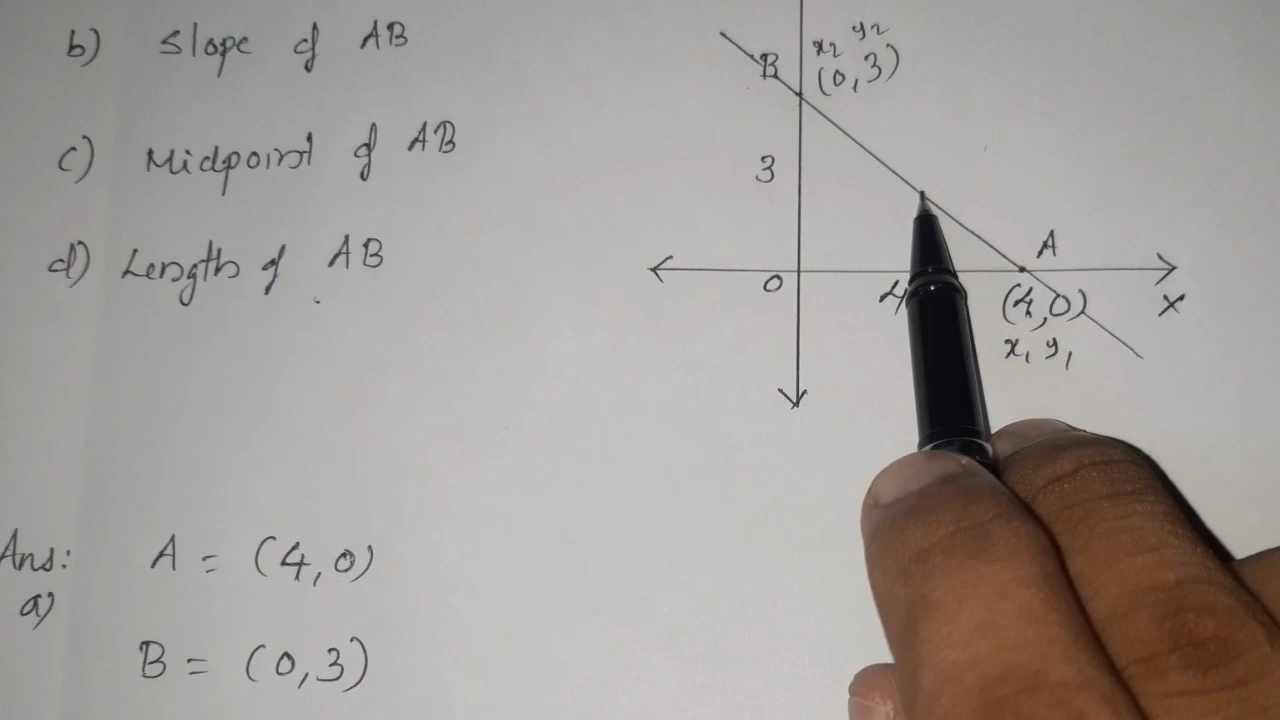 b) Slope of AB
c) Midpoint of AB
d) Length of AB
x2 y2
B (0,3)
3
A
0 4 (4,0) X
x1 y1
Ans: A = (4,0)
a)
B = (0,3)